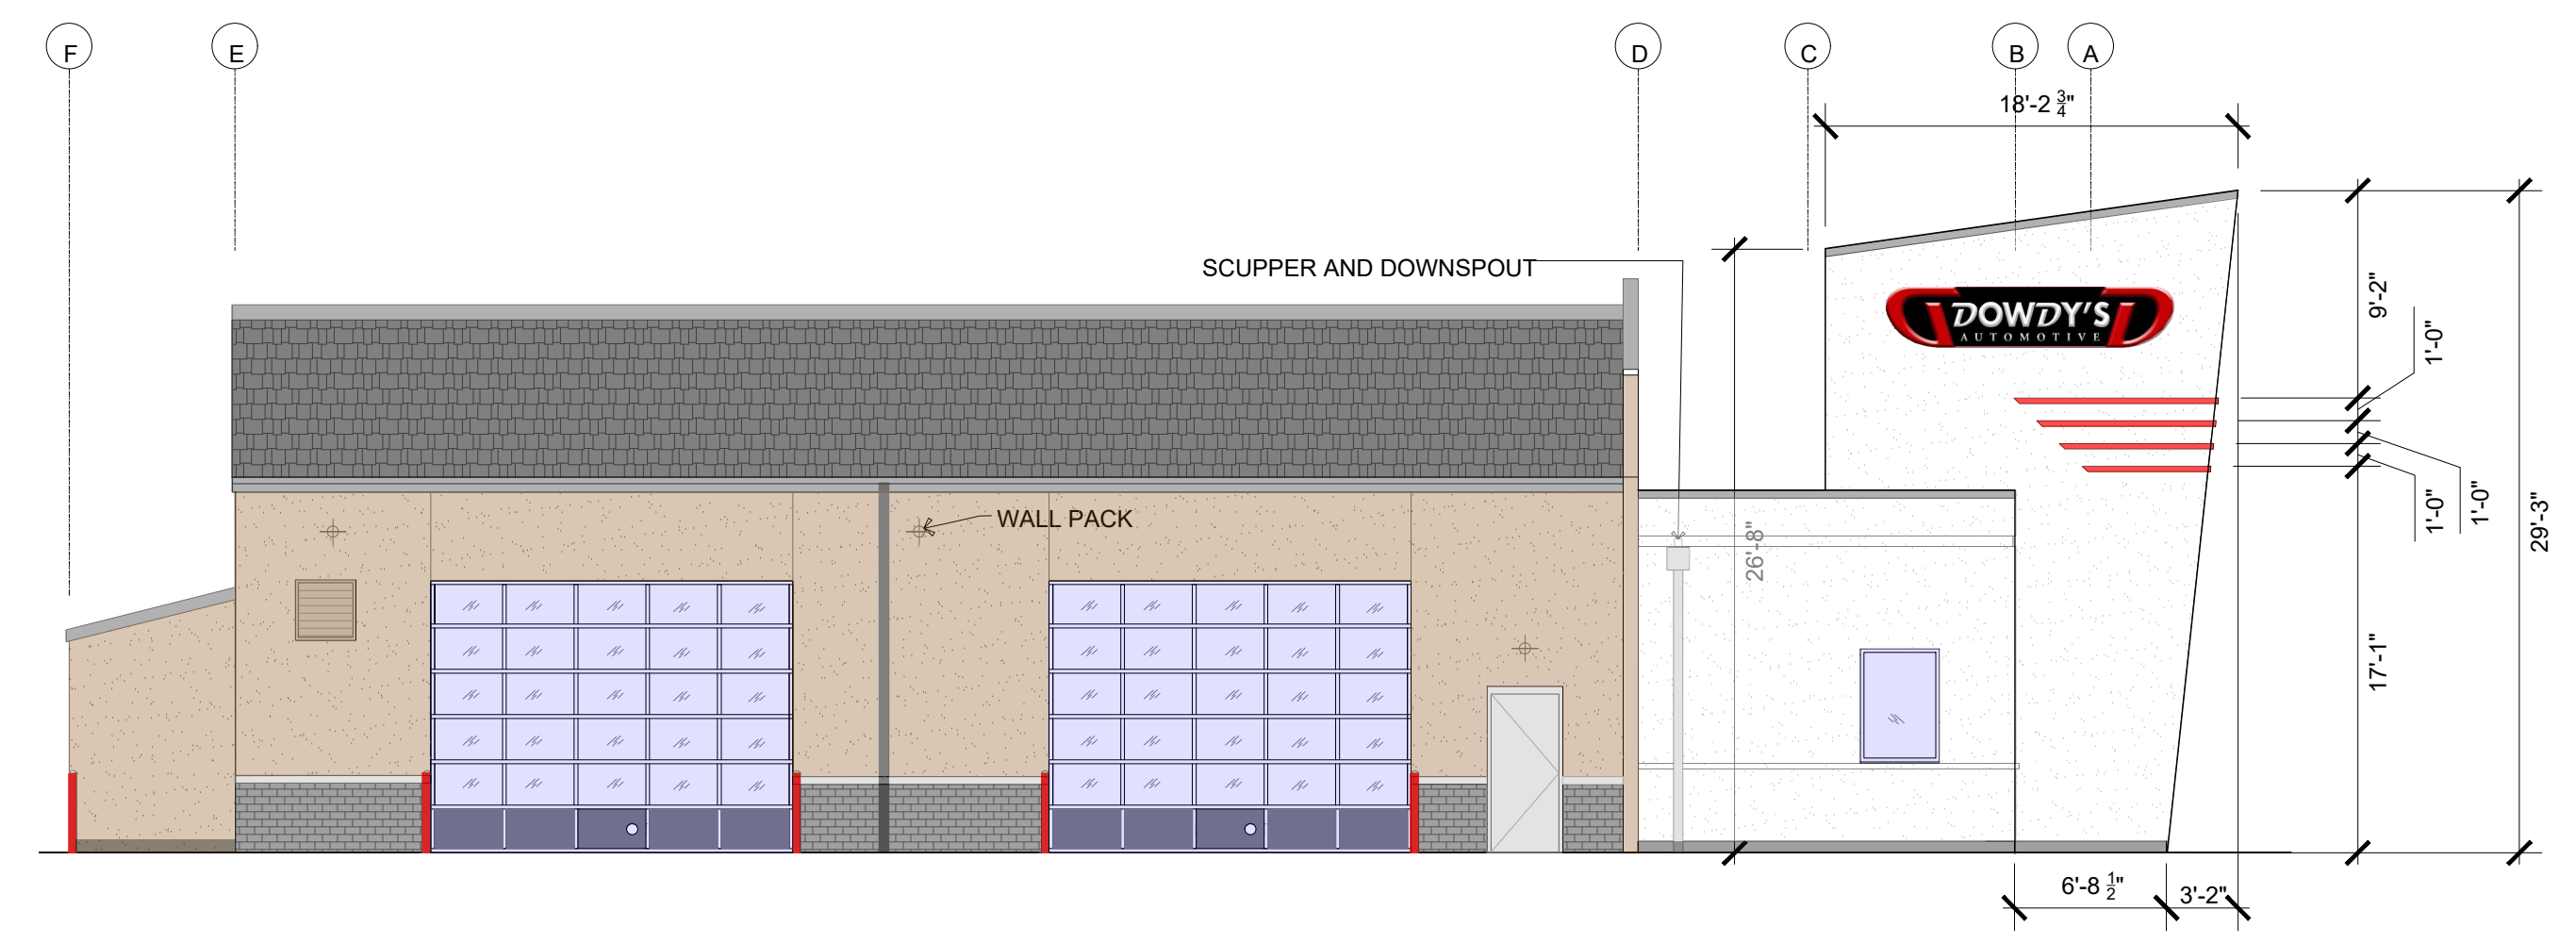 F
E
D
C
B
A
18'-2 3/4"
SCUPPER AND DOWNSPOUT
DOWDY'S
AUTOMOTIVE
9'-2"
1'-0"
WALL PACK
26'-8"
1'-0"
1'-0"
29'-3"
17'-1"
6'-8 1/2"
3'-2"